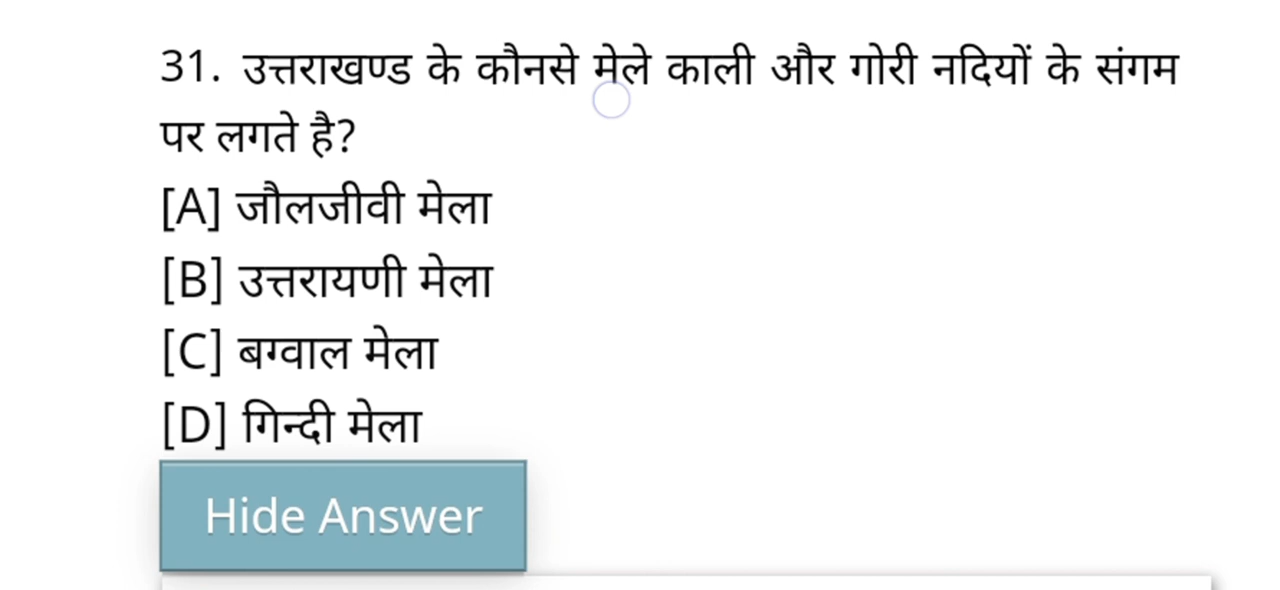 31. उत्तराखण्ड के कौनसे मेले काली और गोरी नदियों के संगम
पर लगते है?
[A] जौलजीवी मेला
[B] उत्तरायणी मेला
[C] बग्वाल मेला
[D] गिन्दी मेला
Hide Answer